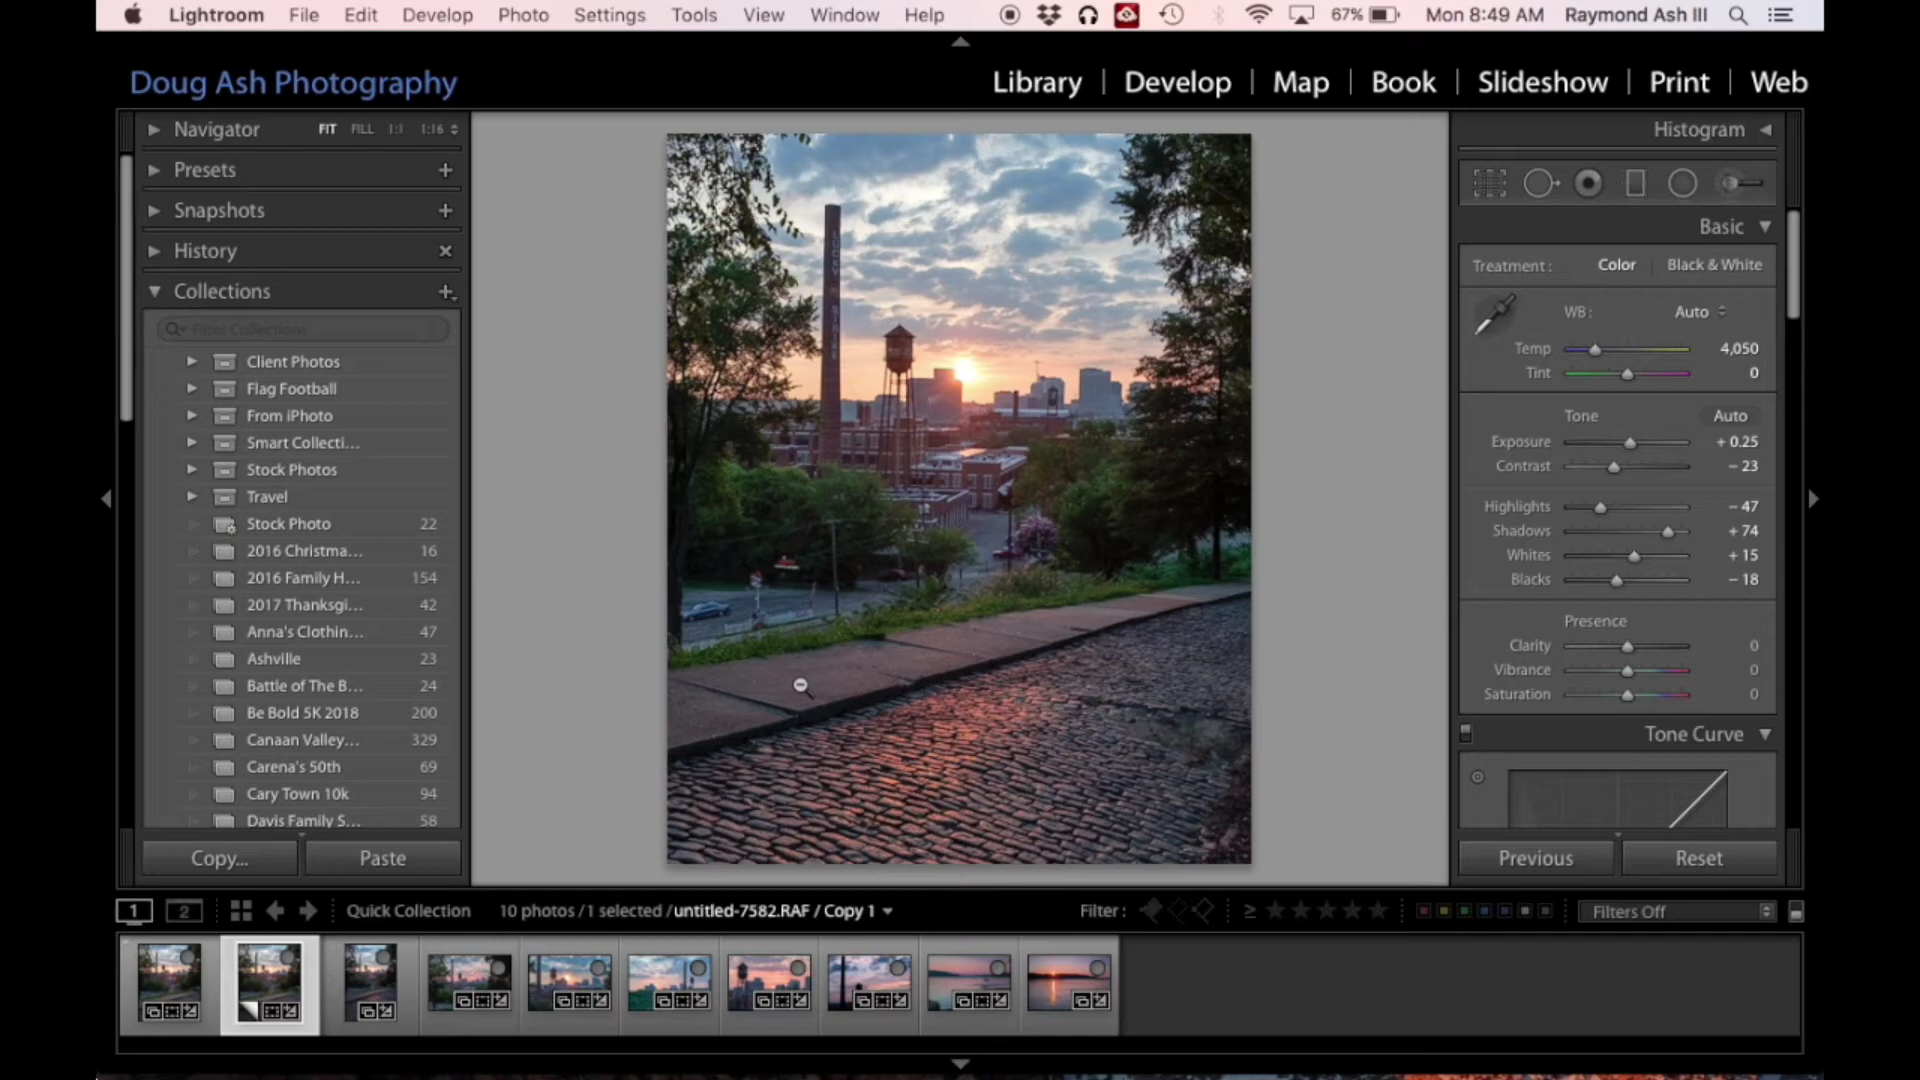 Lightroom File Edit Develop Photo Settings Tools View Window Help 67% Mon 8:49 AM Raymond Ash III
Doug Ash Photography
Library | Develop | Map | Book | Slideshow | Print | Web
Navigator FIT FILL 1:1 1:16
Presets
Snapshots
History
Collections
Filter Collections
Client Photos
Flag Football
From iPhoto
Smart Collecti...
Stock Photos
Travel
Stock Photo 22
2016 Christma... 16
2016 Family H... 154
2017 Thanksgi... 42
Anna's Clothin... 47
Ashville 23
Battle of The B... 24
Be Bold 5K 2018 200
Canaan Valley... 329
Carena's 50th 69
Cary Town 10k 94
Davis Family S... 58
Copy... Paste
LUCKY STRIKE
Histogram
Basic
Treatment : Color Black & White
WB : Auto
Temp 4,050
Tint 0
Tone Auto
Exposure + 0.25
Contrast – 23
Highlights – 47
Shadows + 74
Whites + 15
Blacks – 18
Presence
Clarity 0
Vibrance 0
Saturation 0
Tone Curve
Previous Reset
1 2 Quick Collection 10 photos / 1 selected / untitled-7582.RAF / Copy 1 Filter : ≥ Filters Off